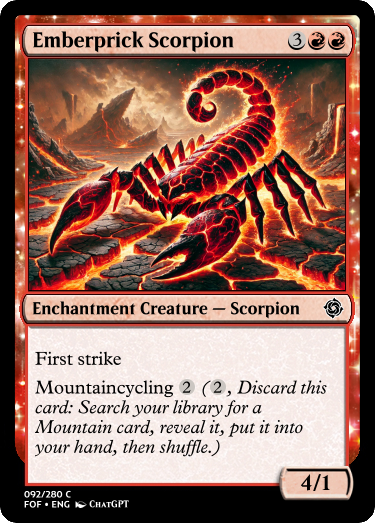 Emberprick Scorpion 3
Enchantment Creature — Scorpion
First strike
Mountaincycling 2 (2, Discard this
card: Search your library for a
Mountain card, reveal it, put it into
your hand, then shuffle.)
4/1
092/280 C
FOF • ENG ChatGPT